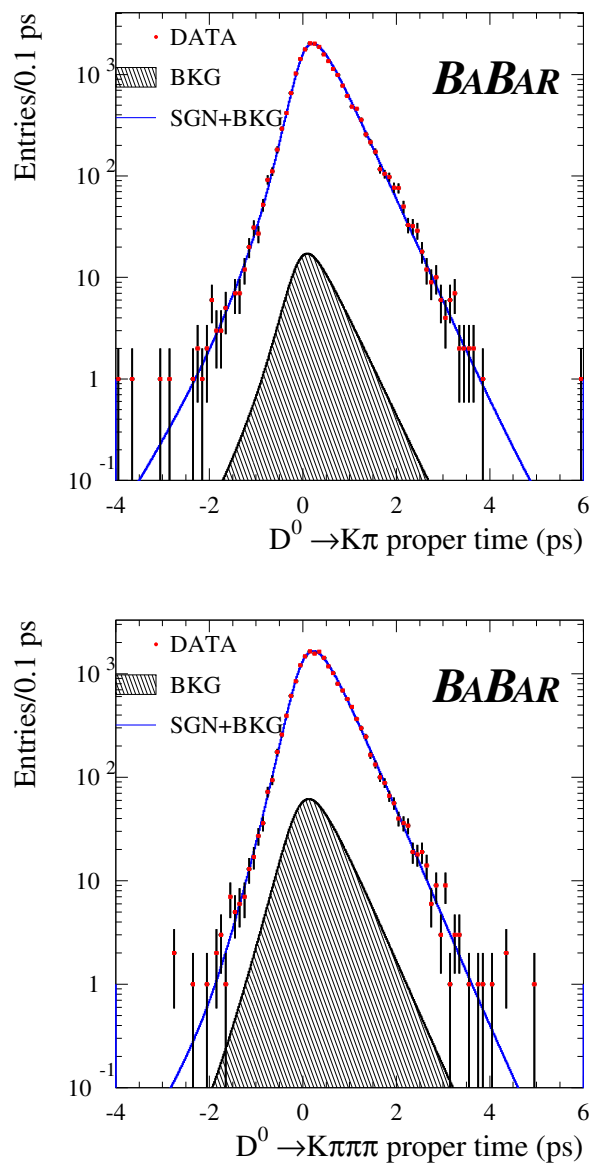 DATA
BKG
SGN+BKG
BABAR
Entries/0.1 ps
10^3
10^2
10
1
10^-1
-4 -2 0 2 4 6
D^0 →Kπ proper time (ps)
DATA
BKG
SGN+BKG
BABAR
Entries/0.1 ps
10^3
10^2
10
1
10^-1
-4 -2 0 2 4 6
D^0 →Kπππ proper time (ps)